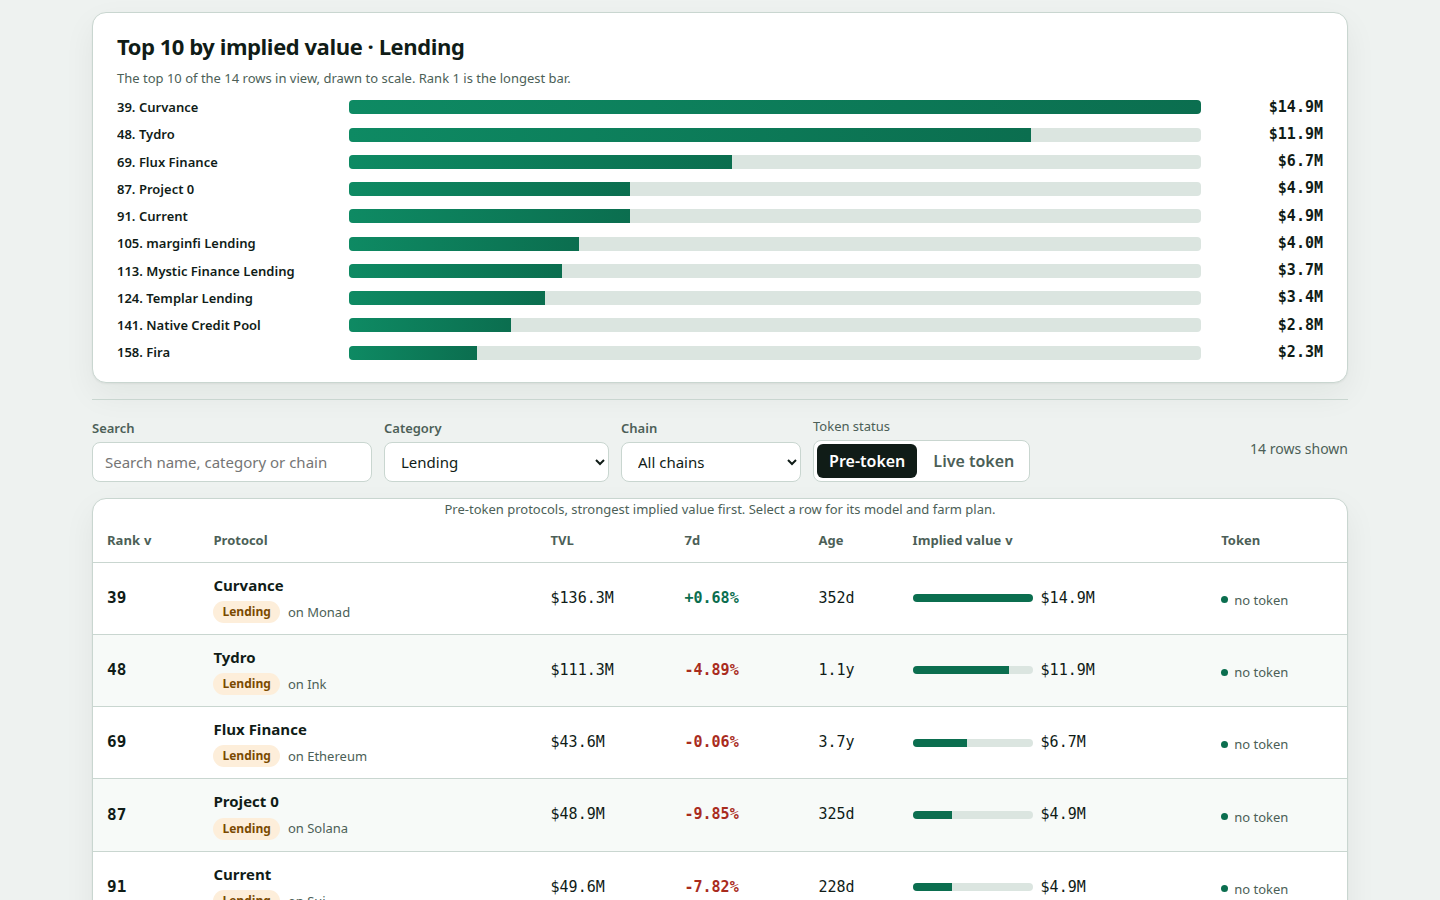 Top 10 by implied value · Lending
The top 10 of the 14 rows in view, drawn to scale. Rank 1 is the longest bar.
39. Curvance $14.9M
48. Tydro $11.9M
69. Flux Finance $6.7M
87. Project 0 $4.9M
91. Current $4.9M
105. marginfi Lending $4.0M
113. Mystic Finance Lending $3.7M
124. Templar Lending $3.4M
141. Native Credit Pool $2.8M
158. Fira $2.3M
Search Category Chain Token status
Search name, category or chain Lending All chains Pre-token Live token 14 rows shown
Pre-token protocols, strongest implied value first. Select a row for its model and farm plan.
Rank v Protocol TVL 7d Age Implied value v Token
39 Curvance $136.3M +0.68% 352d $14.9M no token
Lending on Monad
48 Tydro $111.3M -4.89% 1.1y $11.9M no token
Lending on Ink
69 Flux Finance $43.6M -0.06% 3.7y $6.7M no token
Lending on Ethereum
87 Project 0 $48.9M -9.85% 325d $4.9M no token
Lending on Solana
91 Current $49.6M -7.82% 228d $4.9M no token
Lending on Sui